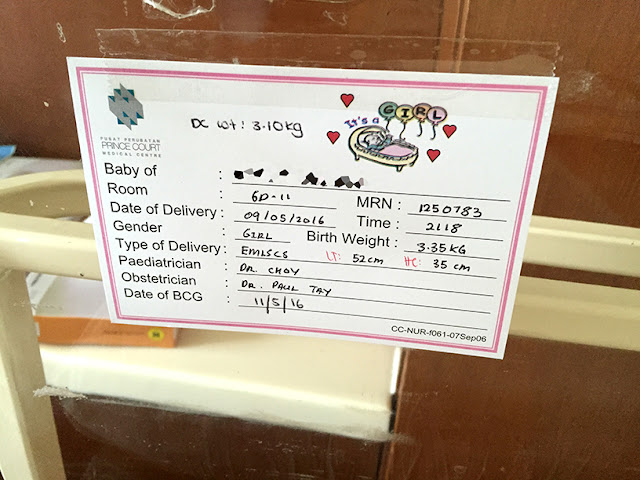 PUSAT PERUBATAN
PRINCE COURT
MEDICAL CENTRE
DC wt: 3.10kg
It's a GIRL
Baby of :
Room : 6D-11 MRN : 1250783
Date of Delivery : 09/05/2016 Time : 2118
Gender : GIRL Birth Weight : 3.35KG
Type of Delivery : EMLSCS LT: 52cm HC: 35 cm
Paediatrician : DR. CHOY
Obstetrician : DR. PAUL TAY
Date of BCG : 11/5/16
CC-NUR-f061-07Sep06